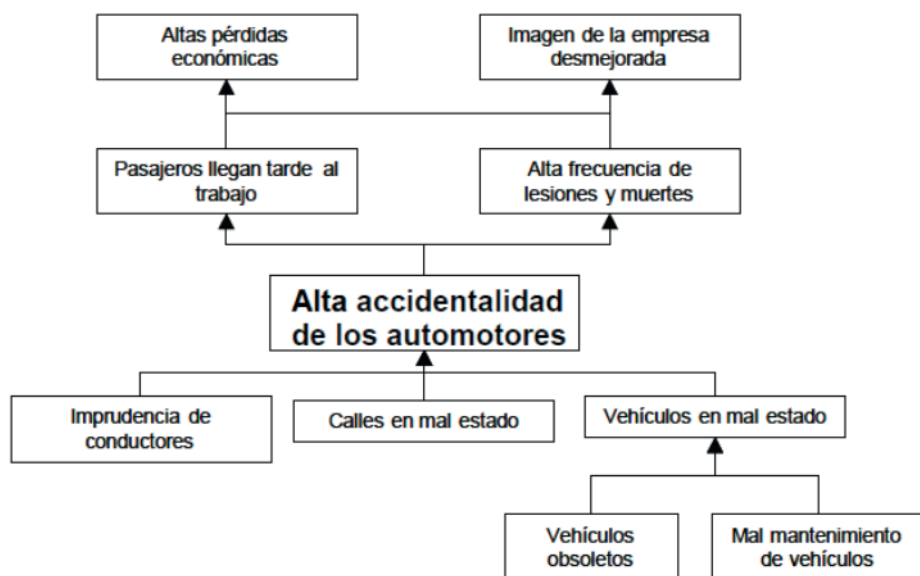 Altas pérdidas
económicas
Imagen de la empresa
desmejorada
Pasajeros llegan tarde al
trabajo
Alta frecuencia de
lesiones y muertes
Alta accidentalidad
de los automotores
Imprudencia de
conductores
Calles en mal estado
Vehículos en mal estado
Vehículos
obsoletos
Mal mantenimiento
de vehículos